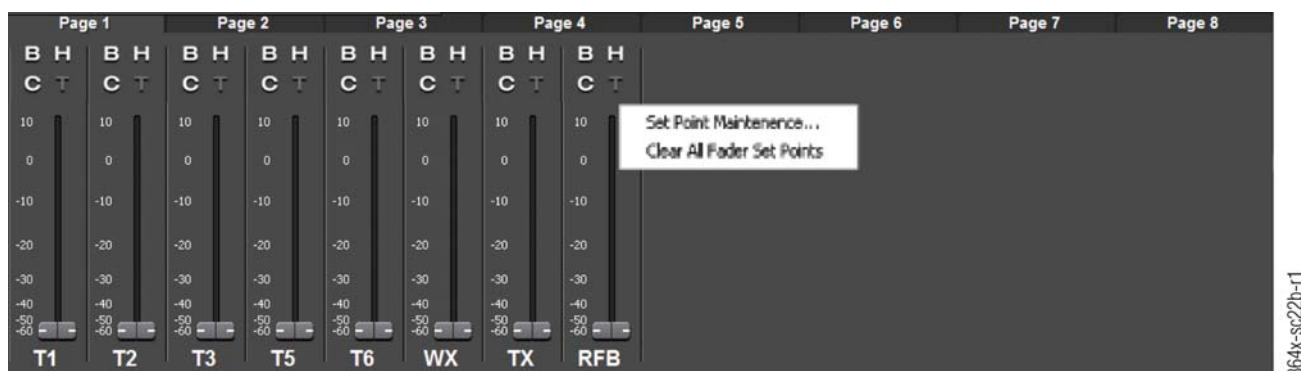 Page 1 Page 2 Page 3 Page 4 Page 5 Page 6 Page 7 Page 8
B H B H B H B H B H B H B H B H
C T C T C T C T C T C T C T C T
10 10 10 10 10 10 10 10
Set Point Maintenence...
Clear All Fader Set Points
0 0 0 0 0 0 0 0
-10 -10 -10 -10 -10 -10 -10 -10
-20 -20 -20 -20 -20 -20 -20 -20
-30 -30 -30 -30 -30 -30 -30 -30
-40 -40 -40 -40 -40 -40 -40 -40
-50 -50 -50 -50 -50 -50 -50 -50
-60 -60 -60 -60 -60 -60 -60 -60
T1 T2 T3 T5 T6 WX TX RFB